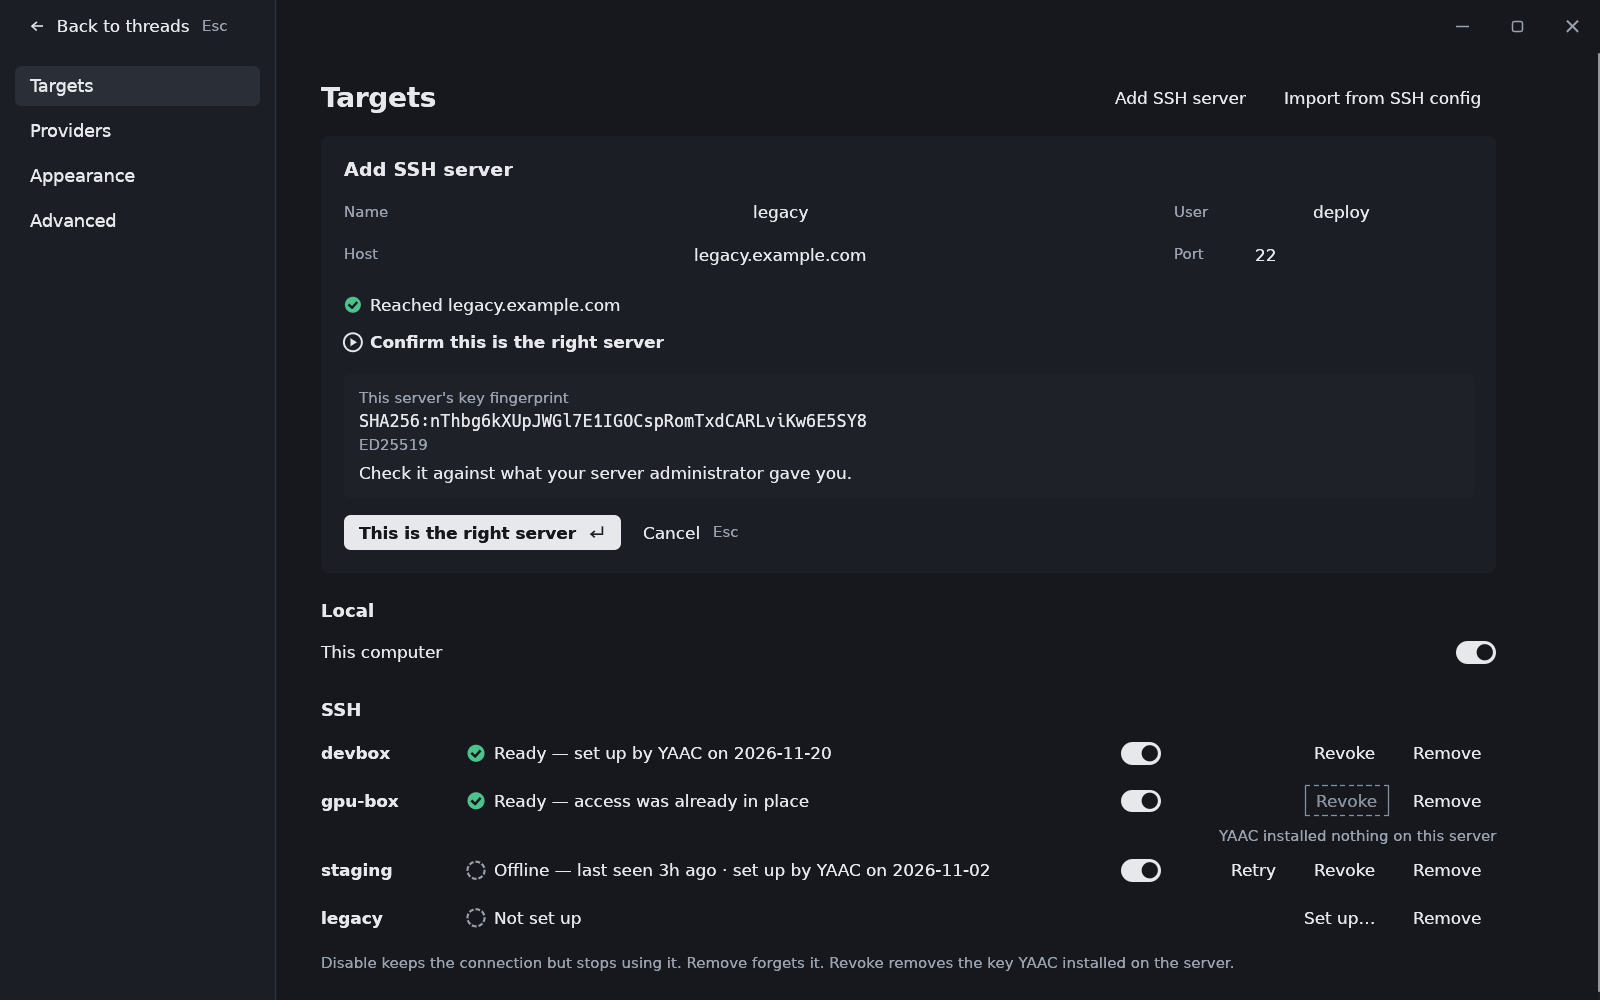 Back to threads Esc
Targets
Providers
Appearance
Advanced
Targets
Add SSH server Import from SSH config
Add SSH server
Name legacy User deploy
Host legacy.example.com Port 22
Reached legacy.example.com
Confirm this is the right server
This server's key fingerprint
SHA256:nThbg6kXUpJWGl7E1IGOCspRomTxdCARLviKw6E5SY8
ED25519
Check it against what your server administrator gave you.
This is the right server Cancel Esc
Local
This computer
SSH
devbox Ready — set up by YAAC on 2026-11-20 Revoke Remove
gpu-box Ready — access was already in place Revoke Remove
YAAC installed nothing on this server
staging Offline — last seen 3h ago · set up by YAAC on 2026-11-02 Retry Revoke Remove
legacy Not set up Set up… Remove
Disable keeps the connection but stops using it. Remove forgets it. Revoke removes the key YAAC installed on the server.